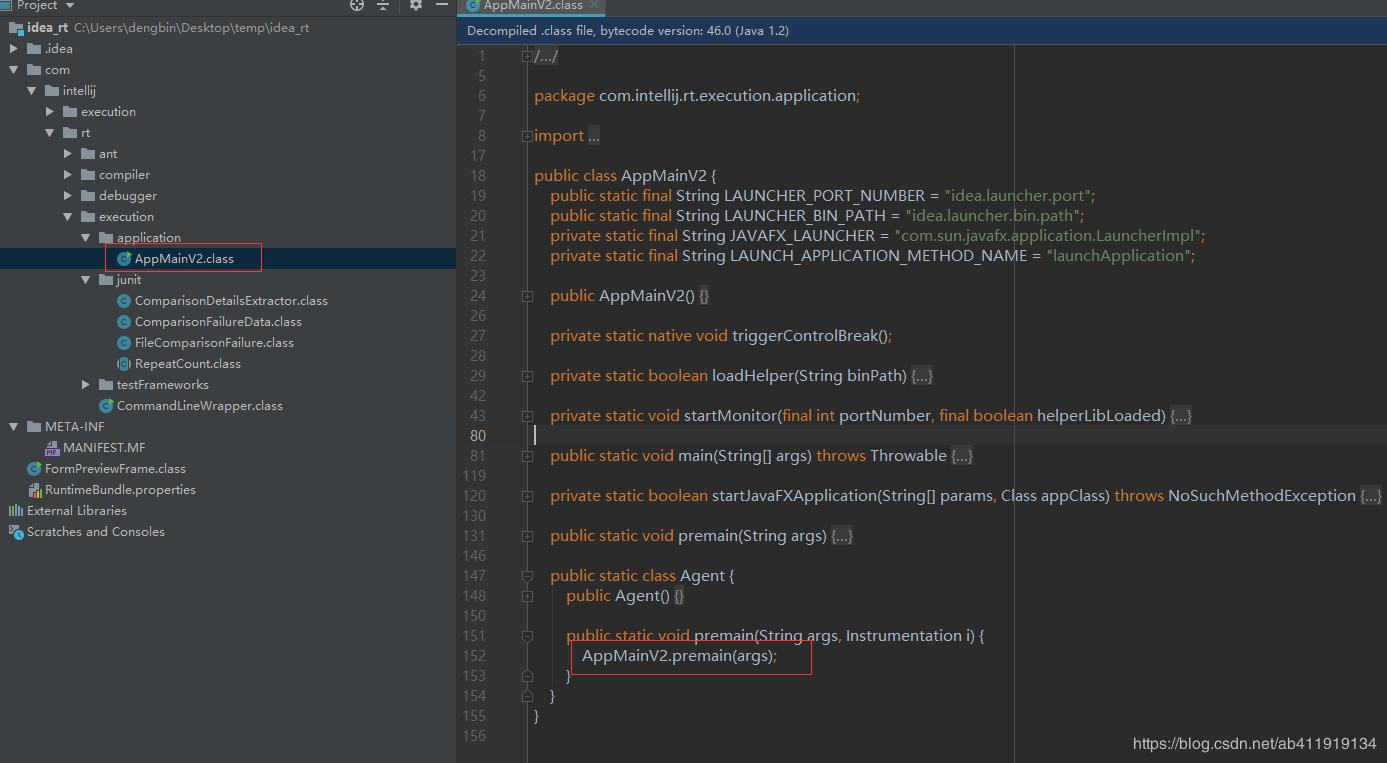 Project
idea_rt C:\Users\dengbin\Desktop\temp\idea_rt
.idea
com
intellij
execution
rt
ant
compiler
debugger
execution
application
AppMainV2.class
junit
ComparisonDetailsExtractor.class
ComparisonFailureData.class
FileComparisonFailure.class
RepeatCount.class
testFrameworks
CommandLineWrapper.class
META-INF
MF MANIFEST.MF
FormPreviewFrame.class
RuntimeBundle.properties
External Libraries
Scratches and Consoles
AppMainV2.class
Decompiled .class file, bytecode version: 46.0 (Java 1.2)
1 /.../
5
6 package com.intellij.rt.execution.application;
7
8 import ...
17
18 public class AppMainV2 {
19 public static final String LAUNCHER_PORT_NUMBER = "idea.launcher.port";
20 public static final String LAUNCHER_BIN_PATH = "idea.launcher.bin.path";
21 private static final String JAVAFX_LAUNCHER = "com.sun.javafx.application.LauncherImpl";
22 private static final String LAUNCH_APPLICATION_METHOD_NAME = "launchApplication";
23
24 public AppMainV2() {}
26
27 private static native void triggerControlBreak();
28
29 private static boolean loadHelper(String binPath) {...}
42
43 private static void startMonitor(final int portNumber, final boolean helperLibLoaded) {...}
80
81 public static void main(String[] args) throws Throwable {...}
119
120 private static boolean startJavaFXApplication(String[] params, Class appClass) throws NoSuchMethodException {...}
130
131 public static void premain(String args) {...}
146
147 public static class Agent {
148 public Agent() {}
150
151 public static void premain(String args, Instrumentation i) {
152 AppMainV2.premain(args);
153 }
154 }
155 }
156
https://blog.csdn.net/ab411919134